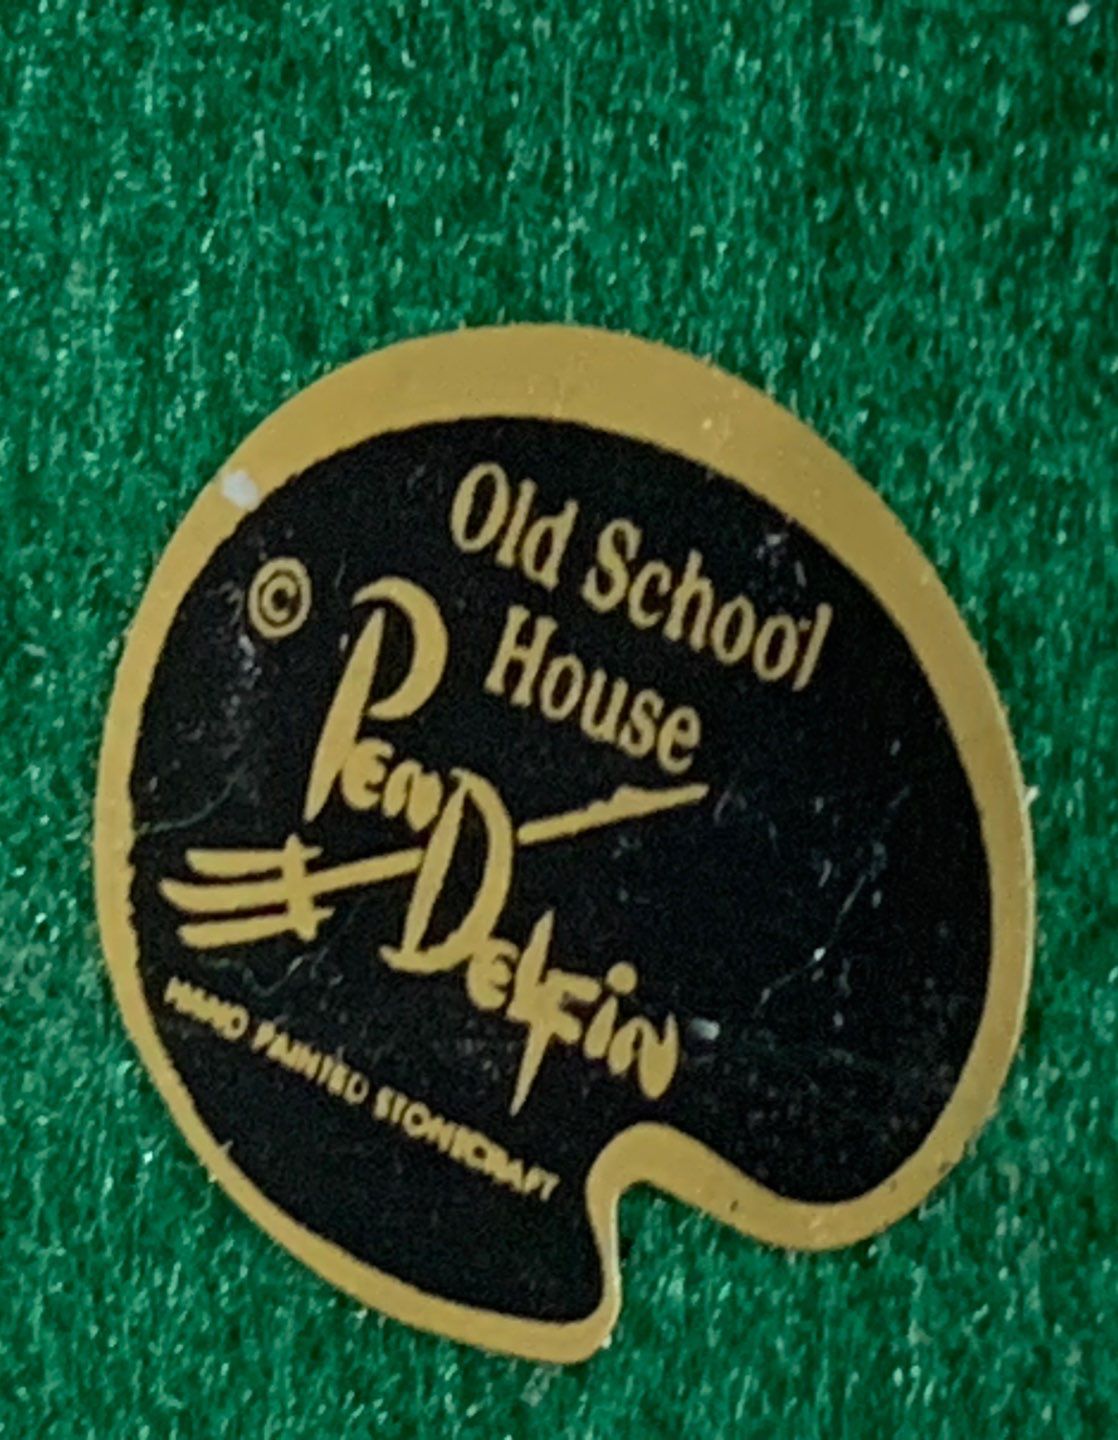 Old School
House
©
PenDelfin
HAND PAINTED STONECRAFT